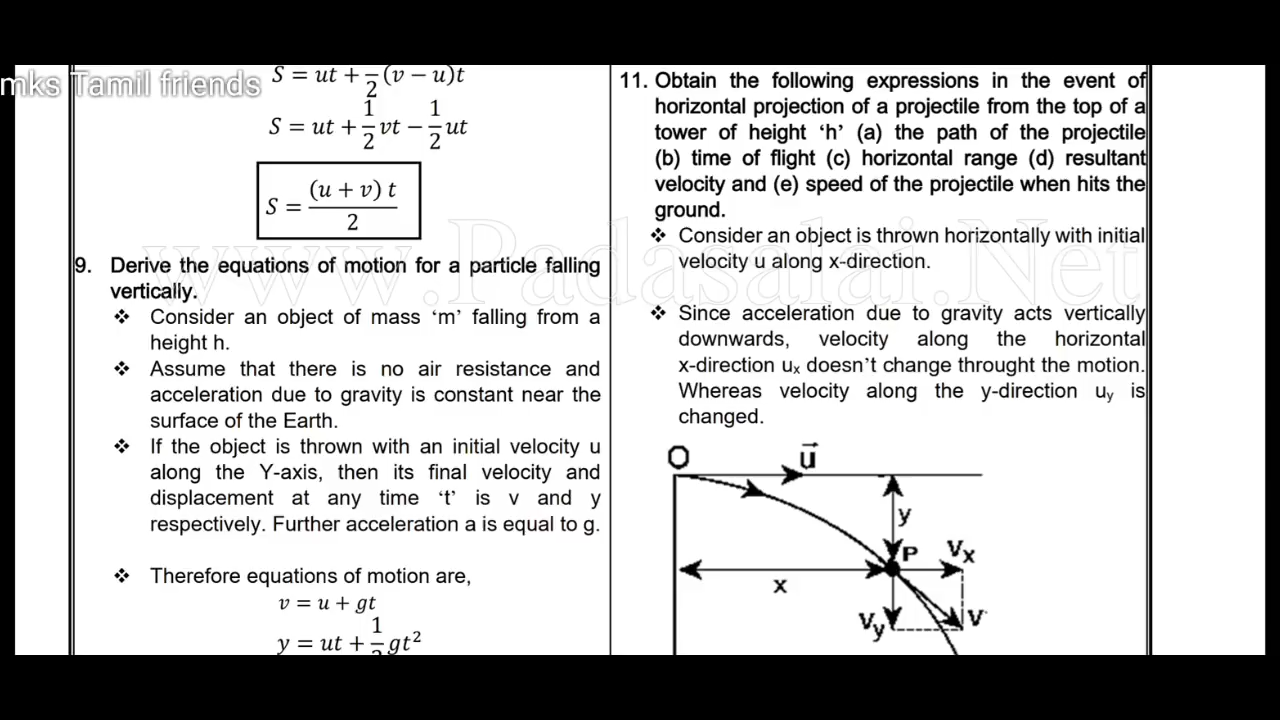 mks Tamil friends
S = ut + 1/2 (v − u)t
S = ut + 1/2 vt − 1/2 ut
S = (u + v) t / 2
9. Derive the equations of motion for a particle falling
vertically.
❖ Consider an object of mass ‘m’ falling from a
height h.
❖ Assume that there is no air resistance and
acceleration due to gravity is constant near the
surface of the Earth.
❖ If the object is thrown with an initial velocity u
along the Y-axis, then its final velocity and
displacement at any time ‘t’ is v and y
respectively. Further acceleration a is equal to g.
❖ Therefore equations of motion are,
v = u + gt
y = ut + 1/2 gt²
11. Obtain the following expressions in the event of
horizontal projection of a projectile from the top of a
tower of height ‘h’ (a) the path of the projectile
(b) time of flight (c) horizontal range (d) resultant
velocity and (e) speed of the projectile when hits the
ground.
❖ Consider an object is thrown horizontally with initial
velocity u along x-direction.
❖ Since acceleration due to gravity acts vertically
downwards, velocity along the horizontal
x-direction uₓ doesn’t change throught the motion.
Whereas velocity along the y-direction u_y is
changed.
O u⃗
y
P Vx
x
Vy V
www.Padasalai.Net